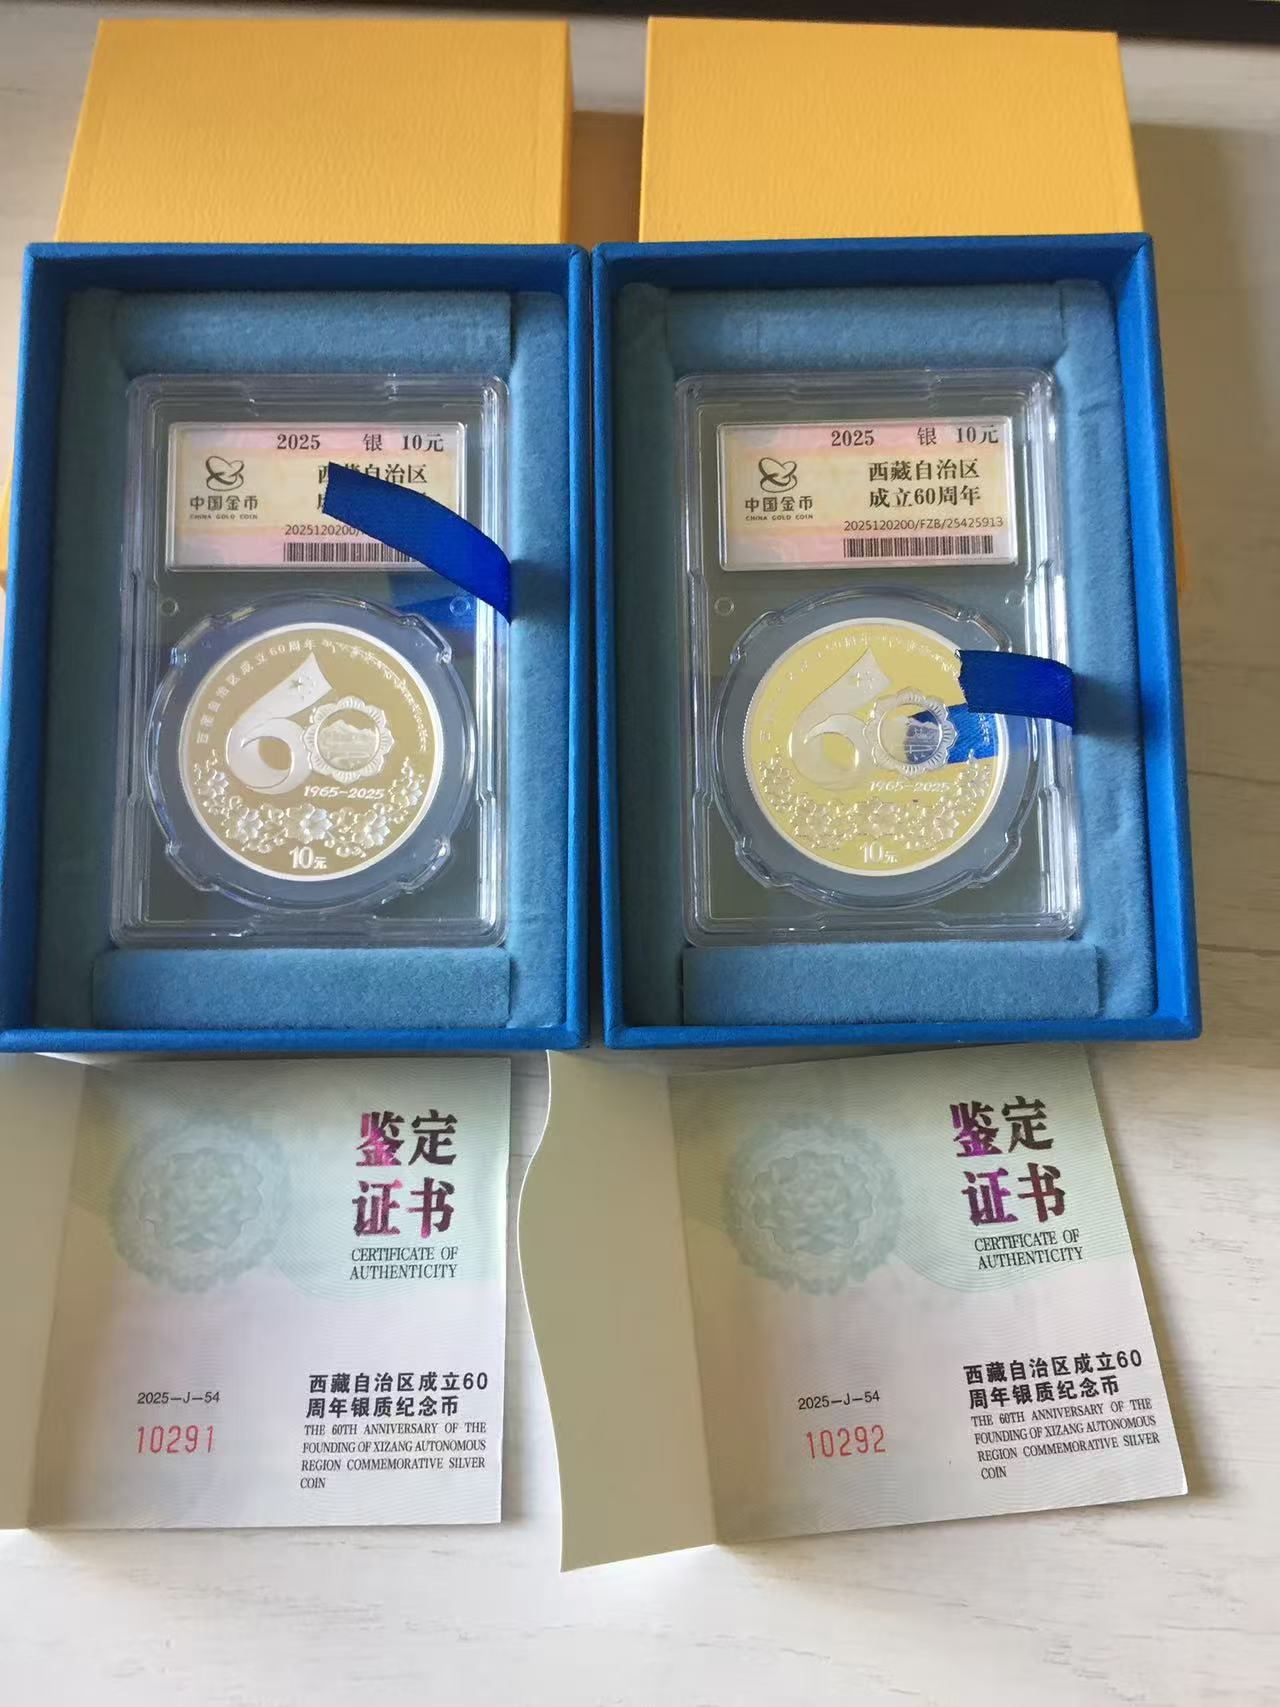 2025 银 10元
中国金币
CHINA GOLD COIN
自治区
2025120200/
西藏自治区成立60周年
1965-2025
10元
2025 银 10元
中国金币
CHINA GOLD COIN
西藏自治区
成立60周年
2025120200/FZB/25425913
1965-2025
10元
鉴定
证书
CERTIFICATE OF
AUTHENTICITY
2025-J-54
10291
西藏自治区成立60
周年银质纪念币
THE 60TH ANNIVERSARY OF THE
FOUNDING OF XIZANG AUTONOMOUS
REGION COMMEMORATIVE SILVER
COIN
鉴定
证书
CERTIFICATE OF
AUTHENTICITY
2025-J-54
10292
西藏自治区成立60
周年银质纪念币
THE 60TH ANNIVERSARY OF THE
FOUNDING OF XIZANG AUTONOMOUS
REGION COMMEMORATIVE SILVER
COIN